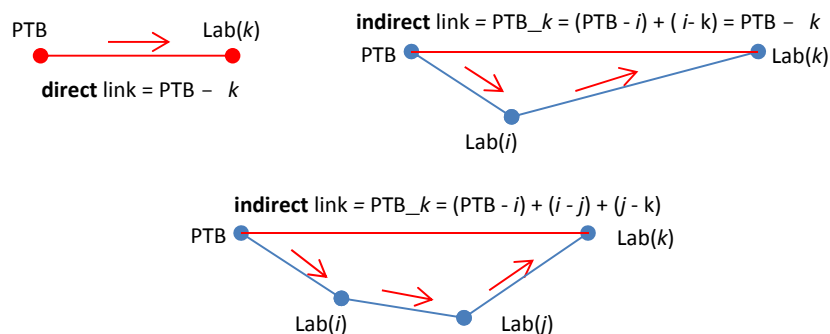 PTB
Lab(k)
direct link = PTB – k
indirect link = PTB_k = (PTB - i) + ( i- k) = PTB – k
PTB
Lab(k)
Lab(i)
indirect link = PTB_k = (PTB - i) + (i - j) + (j - k)
PTB
Lab(k)
Lab(i)
Lab(j)